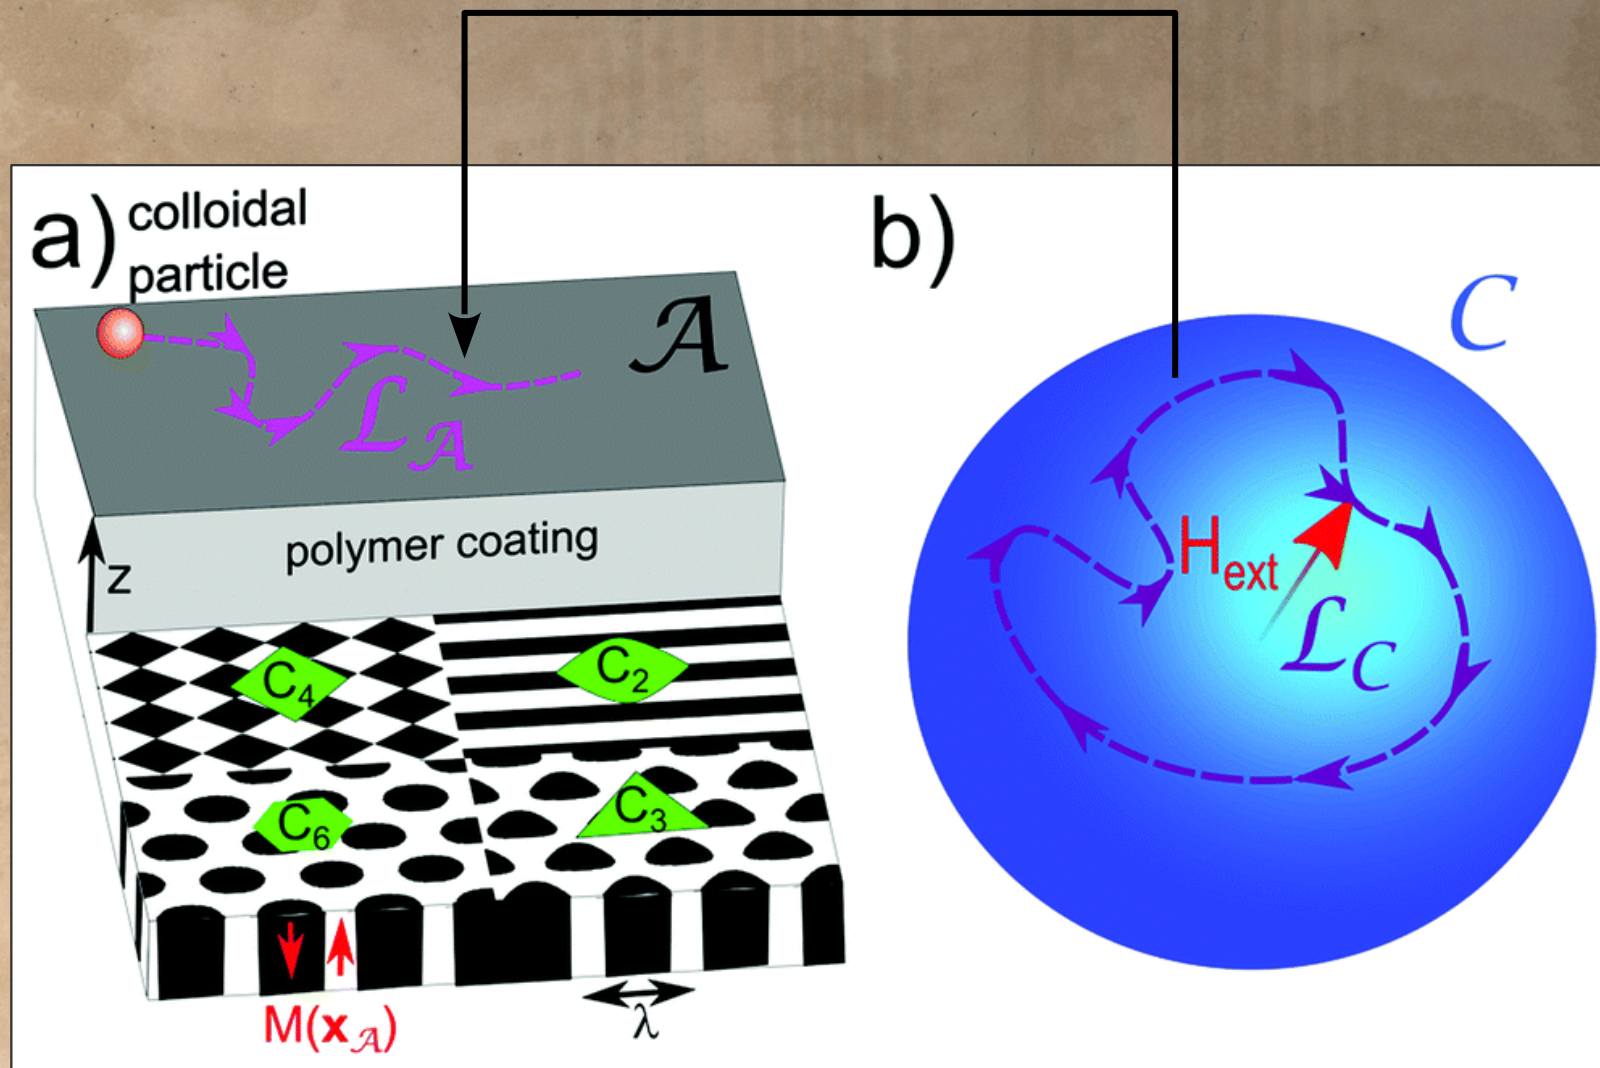 a)
colloidal
particle
𝒜
ℒ𝒜
polymer coating
z
C4
C2
C6
C3
M(x𝒜)
λ
b)
C
Hext
ℒC